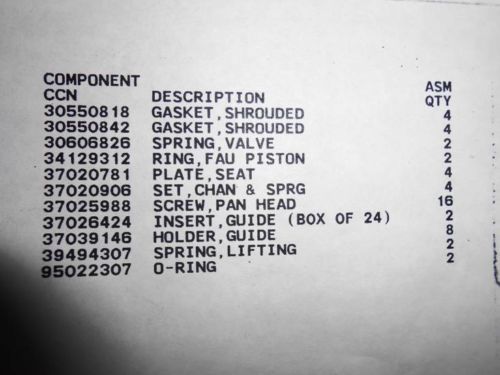 COMPONENT ASM
CCN DESCRIPTION QTY
30550818 GASKET,SHROUDED 4
30550842 GASKET,SHROUDED 4
30606826 SPRING,VALVE 2
34129312 RING,FAU PISTON 2
37020781 PLATE,SEAT 4
37020906 SET,CHAN & SPRG 4
37025988 SCREW,PAN HEAD 16
37026424 INSERT,GUIDE (BOX OF 24) 2
37039146 HOLDER,GUIDE 8
39494307 SPRING,LIFTING 2
95022307 O-RING 2